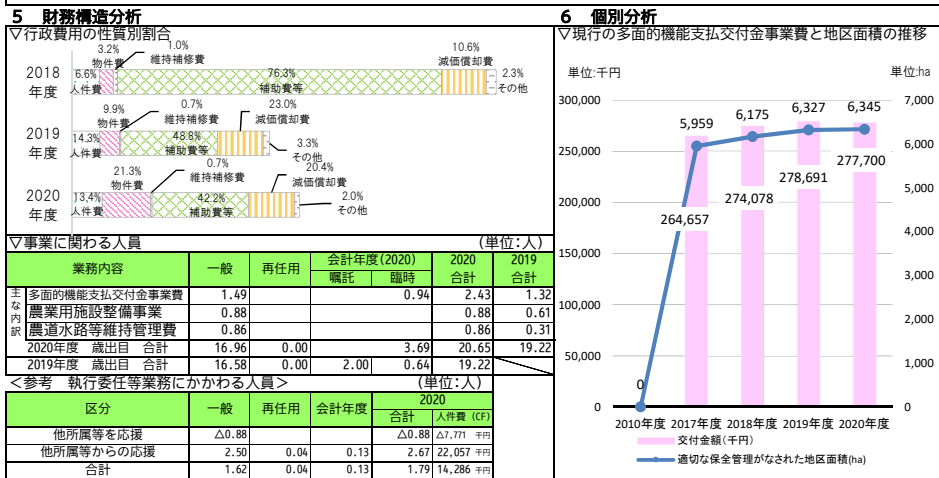 5 財務構造分析
▽行政費用の性質別割合
2018
年度
6.6%
人件費
3.2%
物件費
1.0%
維持補修費
76.3%
補助費等
10.6%
減価償却費
2.3%
その他
2019
年度
14.3%
人件費
9.9%
物件費
0.7%
維持補修費
48.8%
補助費等
23.0%
減価償却費
3.3%
その他
2020
年度
13.4%
人件費
21.3%
物件費
0.7%
維持補修費
42.2%
補助費等
20.4%
減価償却費
2.0%
その他
▽事業に関わる人員 (単位:人)
業務内容 一般 再任用 会計年度(2020) 2020 2019
嘱託 臨時 合計 合計
主な内訳
多面的機能支払交付金事業費 1.49 0.94 2.43 1.32
農業用施設整備事業 0.88 0.88 0.61
農道水路等維持管理費 0.86 0.86 0.31
2020年度 歳出目 合計 16.96 0.00 3.69 20.65 19.22
2019年度 歳出目 合計 16.58 0.00 2.00 0.64 19.22
<参考 執行委任等業務にかかわる人員> (単位:人)
区分 一般 再任用 会計年度 2020
合計 人件費 (CF)
他所属等を応援 △0.88 △0.88 △7,771 千円
他所属等からの応援 2.50 0.04 0.13 2.67 22,057 千円
合計 1.62 0.04 0.13 1.79 14,286 千円
6 個別分析
▽現行の多面的機能支払交付金事業費と地区面積の推移
単位:千円 単位:ha
300,000
250,000
200,000
150,000
100,000
50,000
0
7,000
6,000
5,000
4,000
3,000
2,000
1,000
0
0
5,959
6,175
6,327
6,345
264,657
274,078
278,691
277,700
2010年度 2017年度 2018年度 2019年度 2020年度
交付金額(千円)
適切な保全管理がなされた地区面積(ha)